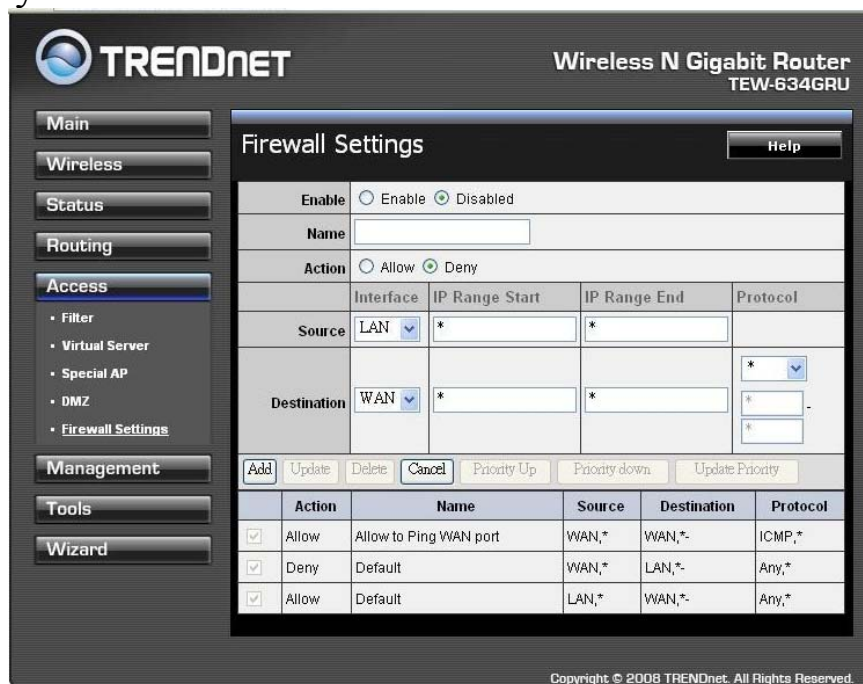 TRENDNET
Wireless N Gigabit Router
TEW-634GRU
Main
Wireless
Status
Routing
Access
Filter
Virtual Server
Special AP
DMZ
Firewall Settings
Management
Tools
Wizard
Firewall Settings
Help
Enable Enable Disabled
Name
Action Allow Deny
Interface IP Range Start IP Range End Protocol
Source LAN * *
Destination WAN * * * * - *
Add Update Delete Cancel Priority Up Priority down Update Priority
Action Name Source Destination Protocol
Allow Allow to Ping WAN port WAN,* WAN,*- ICMP,*
Deny Default WAN,* LAN,*- Any,*
Allow Default LAN,* WAN,*- Any,*
Copyright © 2008 TRENDnet. All Rights Reserved.